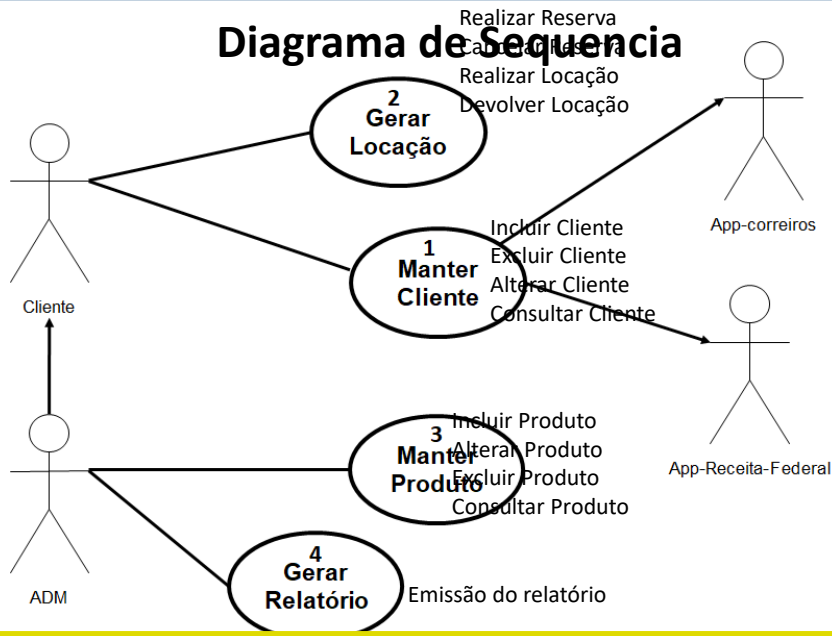 Diagrama de Sequencia
Realizar Reserva
Cancelar Reserva
Realizar Locação
Devolver Locação
2
Gerar
Locação
App-correiros
1
Manter
Cliente
Incluir Cliente
Excluir Cliente
Alterar Cliente
Consultar Cliente
Cliente
3
Manter
Produto
Incluir Produto
Alterar Produto
Excluir Produto
Consultar Produto
App-Receita-Federal
4
Gerar
Relatório
Emissão do relatório
ADM